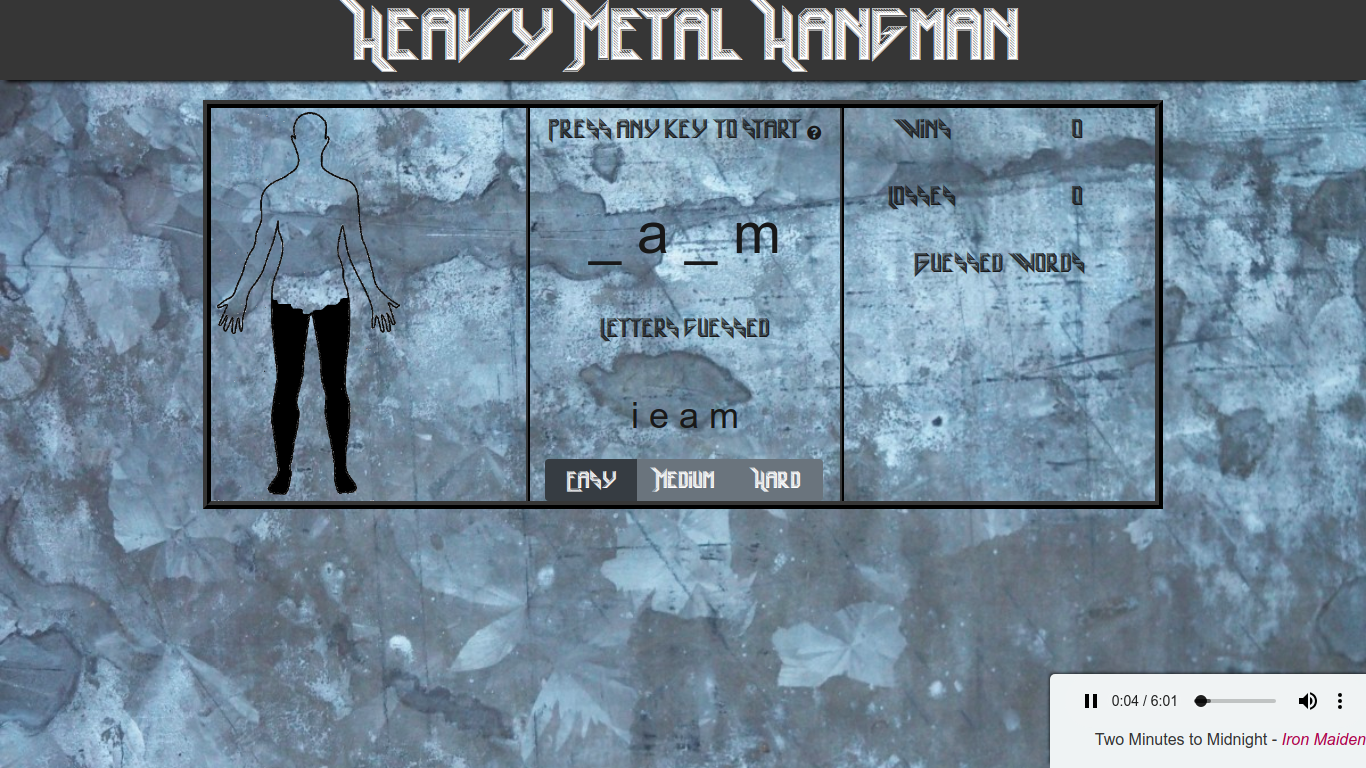 Heavy Metal Hangman
Press any key to start ?
_ a _ m
Letters Guessed
i e a m
Easy Medium Hard
Wins 0
Losses 0
Guessed Words
0:04 / 6:01
Two Minutes to Midnight - Iron Maiden